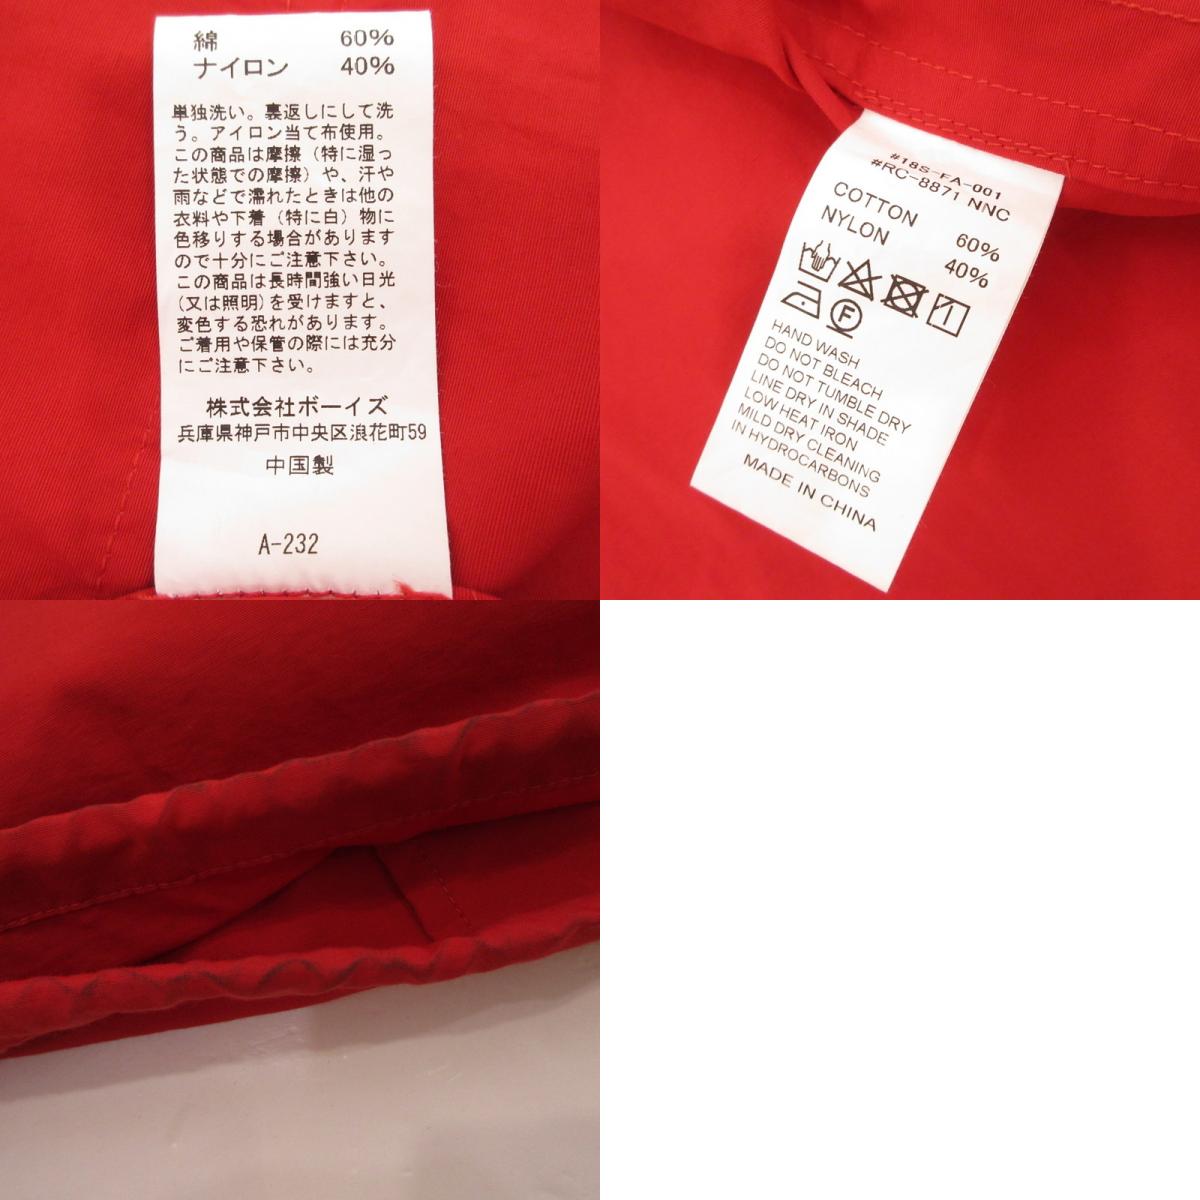 綿 60%
ナイロン 40%
単独洗い。裏返しにして洗
う。アイロン当て布使用。
この商品は摩擦（特に湿っ
た状態での摩擦）や、汗や
雨などで濡れたときは他の
衣料や下着（特に白）物に
色移りする場合があります
ので十分にご注意下さい。
この商品は長時間強い日光
(又は照明)を受けますと、
変色する恐れがあります。
ご着用や保管の際には充分
にご注意下さい。
株式会社ボーイズ
兵庫県神戸市中央区浪花町59
中国製
A-232
#18S-FA-001
#RC-8871 NNC
COTTON 60%
NYLON 40%
F
HAND WASH
DO NOT BLEACH
DO NOT TUMBLE DRY
LINE DRY IN SHADE
LOW HEAT IRON
MILD DRY CLEANING
IN HYDROCARBONS
MADE IN CHINA